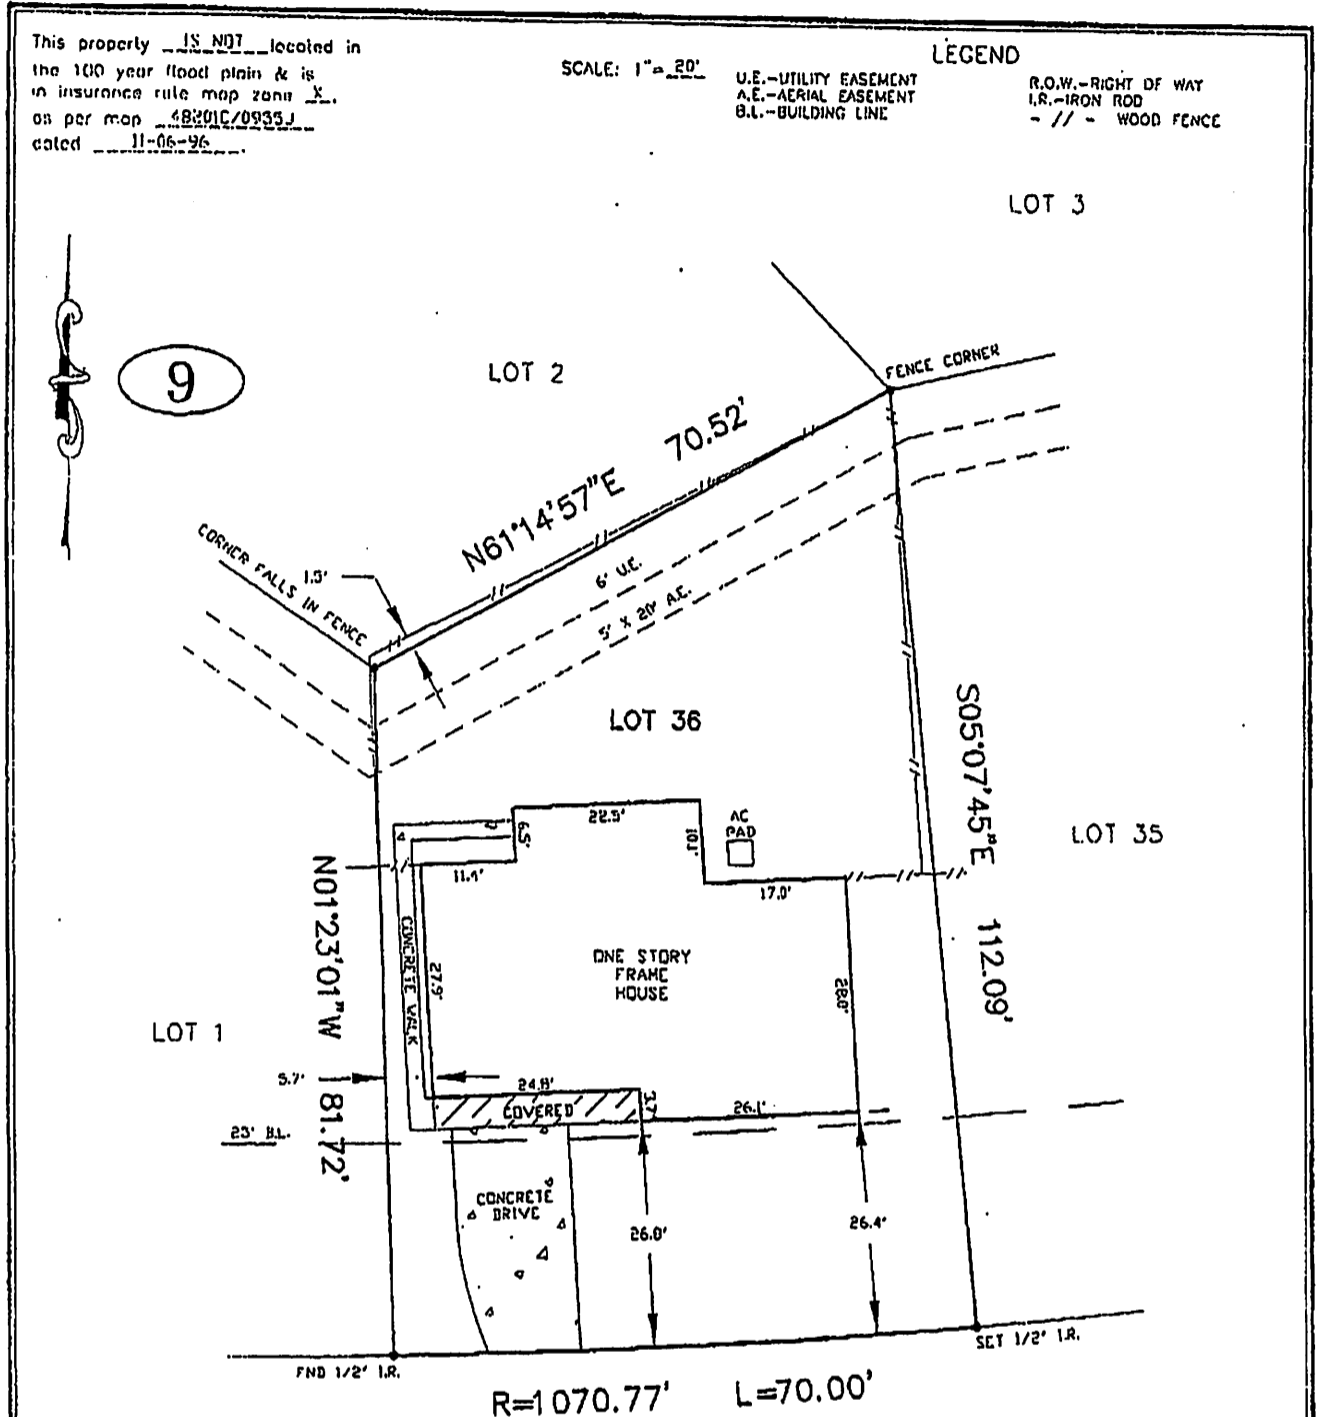 This property IS NOT located in
the 100 year flood plain & is
in insurance rate map zone X.
as per map 48201C/0935J
dated 11-06-96.
SCALE: 1"= 20'
LEGEND
U.E.-UTILITY EASEMENT
A.E.-AERIAL EASEMENT
B.L.-BUILDING LINE
R.O.W.-RIGHT OF WAY
I.R.-IRON ROD
- // - WOOD FENCE
LOT 3
9
LOT 2
FENCE CORNER
N61°14'57"E 70.52'
CORNER FALLS IN FENCE
1.5'
6' U.E.
5' X 20' A.E.
LOT 36
S05°07'45"E 112.09'
LOT 35
22.5'
6.5'
10.1'
AC
PAD
11.4'
17.0'
N01°23'01"W 81.72'
CONCRETE WALK
27.9'
ONE STORY
FRAME
HOUSE
28.0'
LOT 1
5.7'
24.8'
3.7'
COVERED
26.1'
25' B.L.
CONCRETE
DRIVE
26.0'
26.4'
FND 1/2" I.R.
SET 1/2" I.R.
R=1070.77' L=70.00'